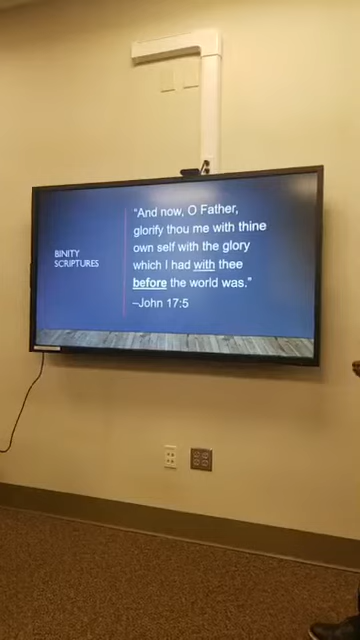 BINITY
SCRIPTURES
"And now, O Father,
glorify thou me with thine
own self with the glory
which I had with thee
before the world was."
–John 17:5